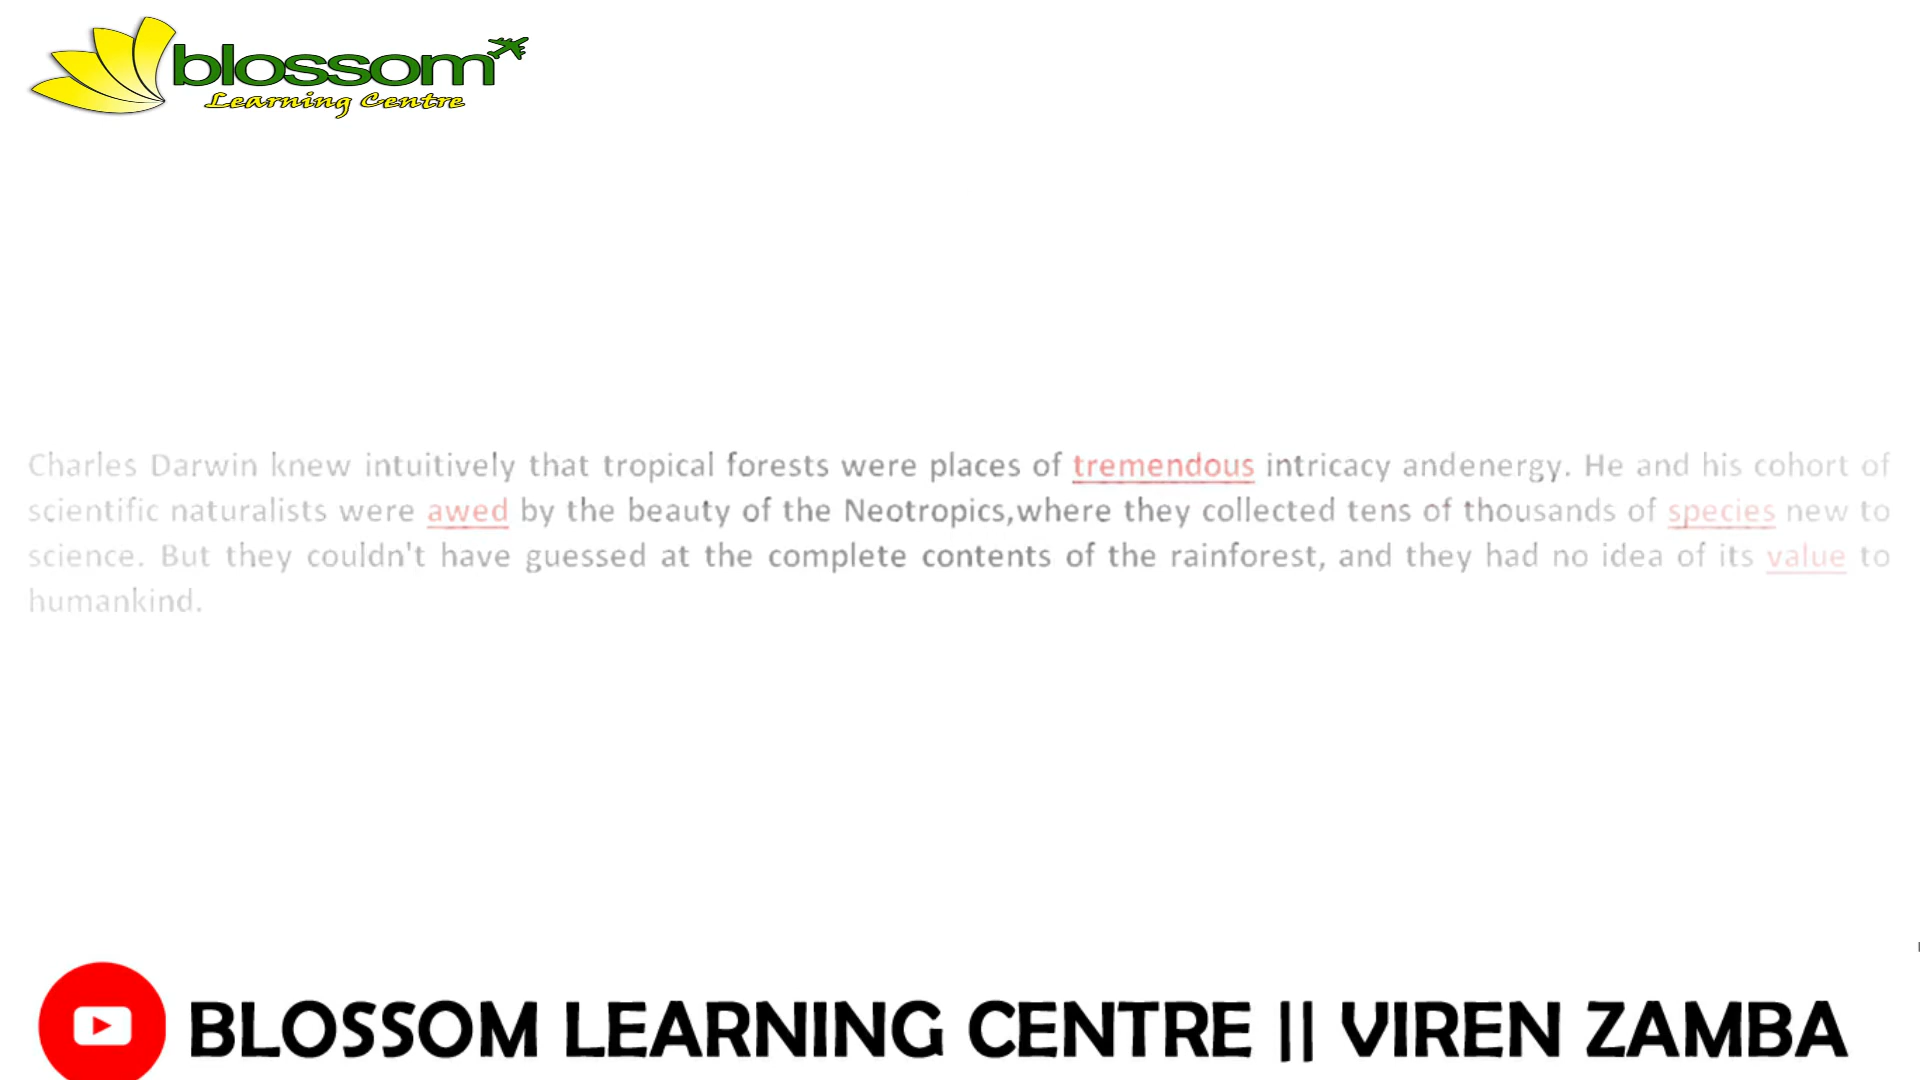 blossom
Learning Centre
Charles Darwin knew intuitively that tropical forests were places of tremendous intricacy andenergy. He and his cohort of
scientific naturalists were awed by the beauty of the Neotropics,where they collected tens of thousands of species new to
science. But they couldn't have guessed at the complete contents of the rainforest, and they had no idea of its value to
humankind.
BLOSSOM LEARNING CENTRE || VIREN ZAMBA